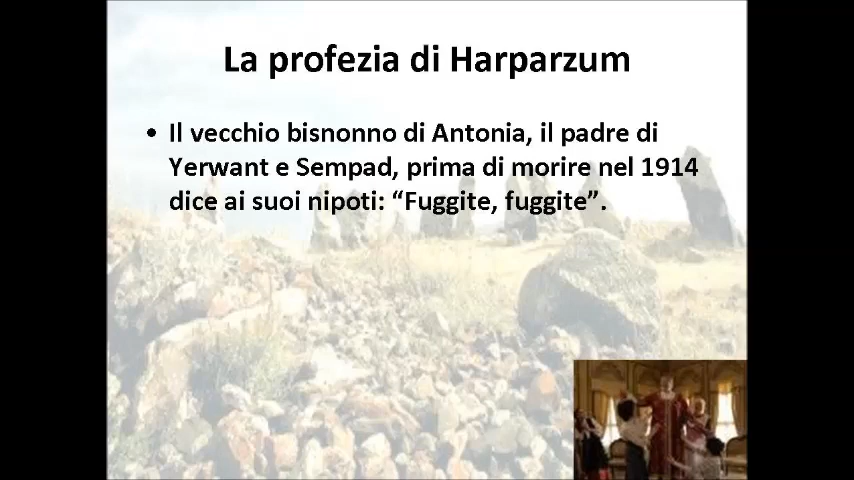 La profezia di Harparzum
• Il vecchio bisnonno di Antonia, il padre di
Yerwant e Sempad, prima di morire nel 1914
dice ai suoi nipoti: “Fuggite, fuggite”.